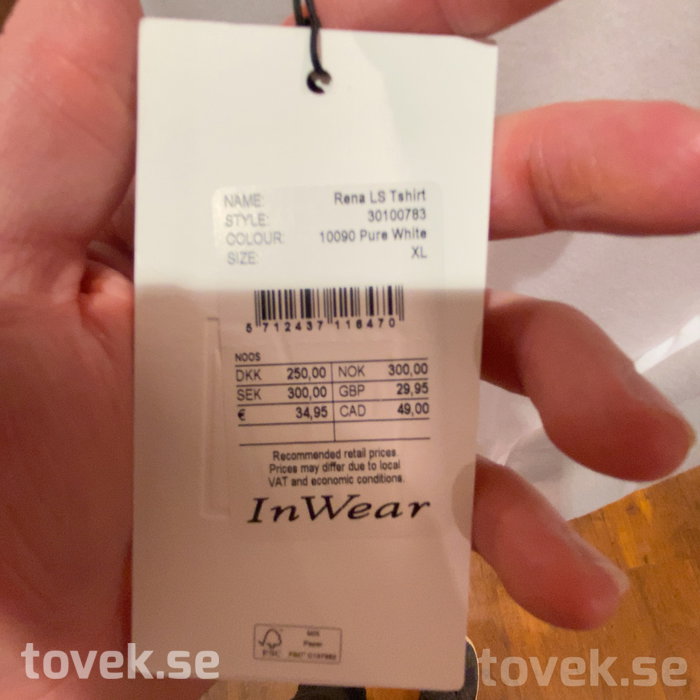 NAME: Rena LS Tshirt
STYLE: 30100783
COLOUR: 10090 Pure White
SIZE: XL
5 712437 116470
NOOS
DKK 250,00 NOK 300,00
SEK 300,00 GBP 29,95
€ 34,95 CAD 49,00
Recommended retail prices.
Prices may differ due to local
VAT and economic conditions.
InWear
MIX
Paper
FSC
tovek.se tovek.se